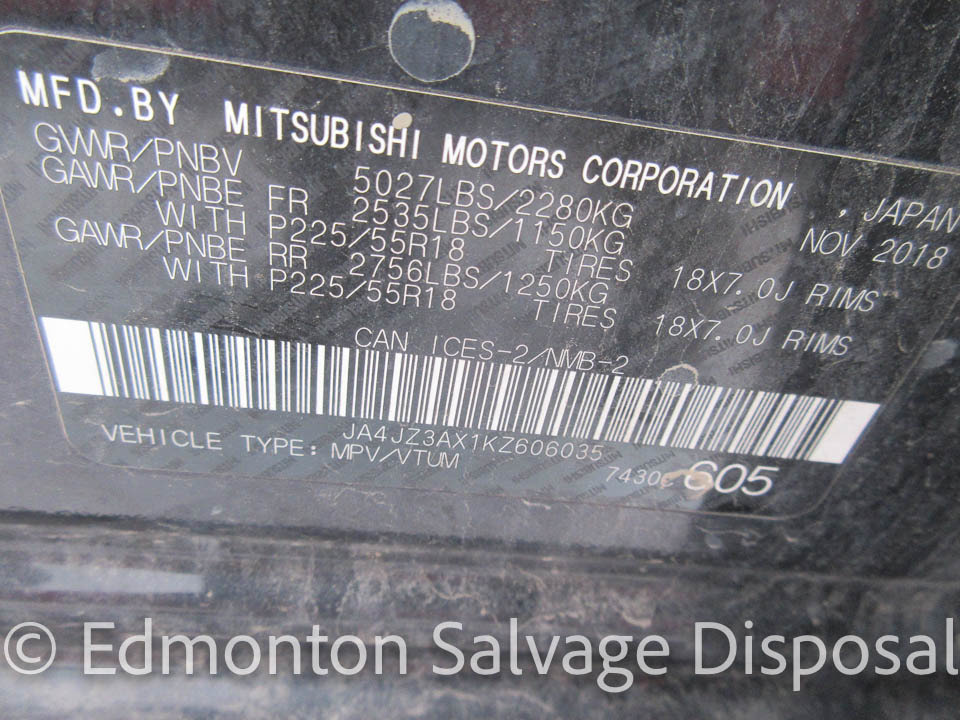 MFD.BY MITSUBISHI MOTORS CORPORATION , JAPAN
GVWR/PNBV 5027LBS/2280KG NOV 2018
GAWR/PNBE FR 2535LBS/1150KG
WITH P225/55R18 TIRES 18X7.0J RIMS
GAWR/PNBE RR 2756LBS/1250KG
WITH P225/55R18 TIRES 18X7.0J RIMS
CAN ICES-2/NMB-2
JA4JZ3AX1KZ606035
VEHICLE TYPE: MPV/VTUM 605
© Edmonton Salvage Disposal